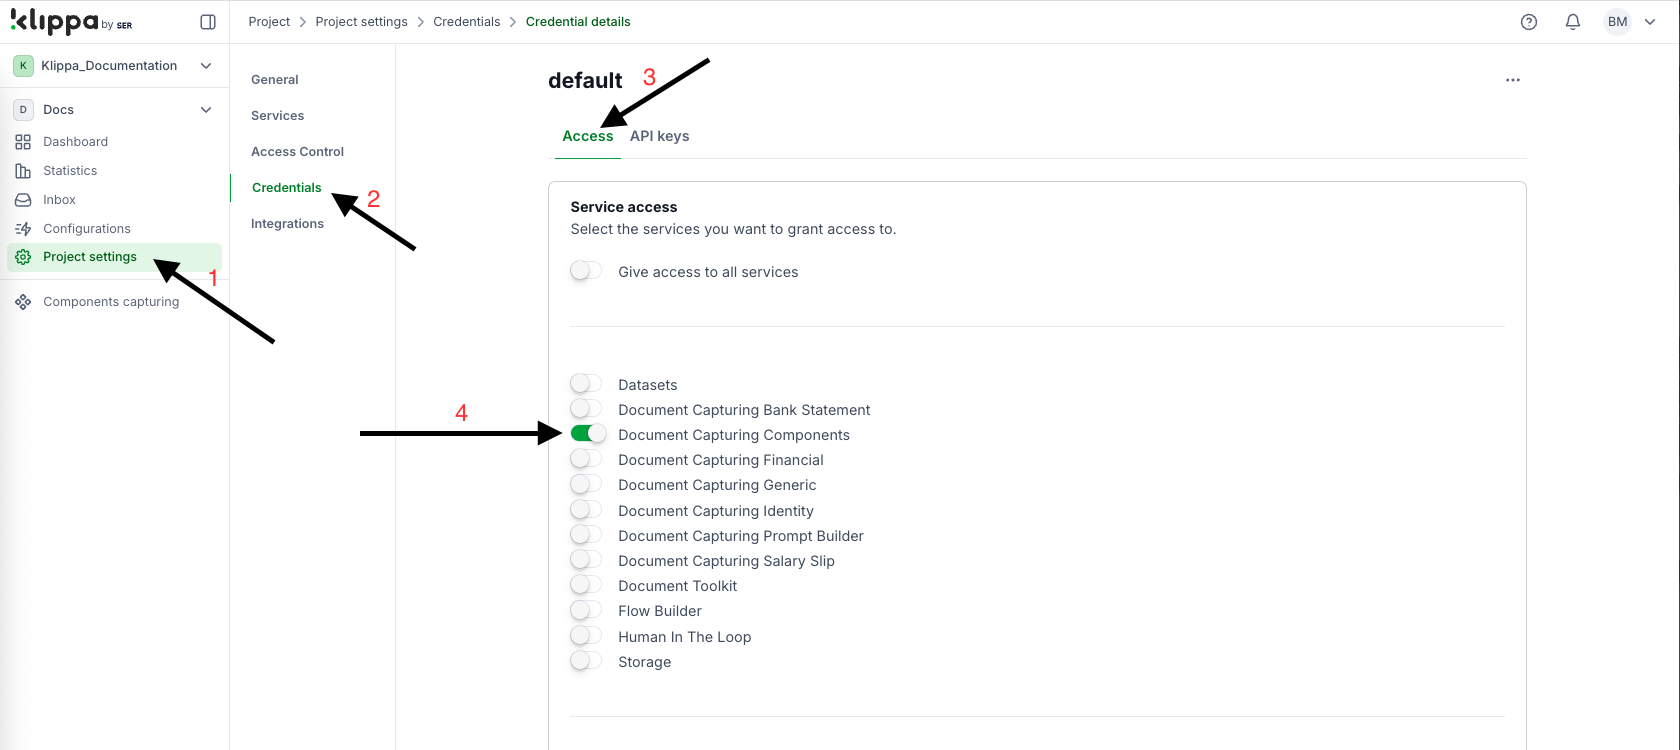 klippa by SER
Project > Project settings > Credentials > Credential details
BM
K Klippa_Documentation
D Docs
Dashboard
Statistics
Inbox
Configurations
Project settings
1
Components capturing
General
Services
Access Control
Credentials
2
Integrations
default
3
Access API keys
Service access
Select the services you want to grant access to.
Give access to all services
Datasets
Document Capturing Bank Statement
4
Document Capturing Components
Document Capturing Financial
Document Capturing Generic
Document Capturing Identity
Document Capturing Prompt Builder
Document Capturing Salary Slip
Document Toolkit
Flow Builder
Human In The Loop
Storage